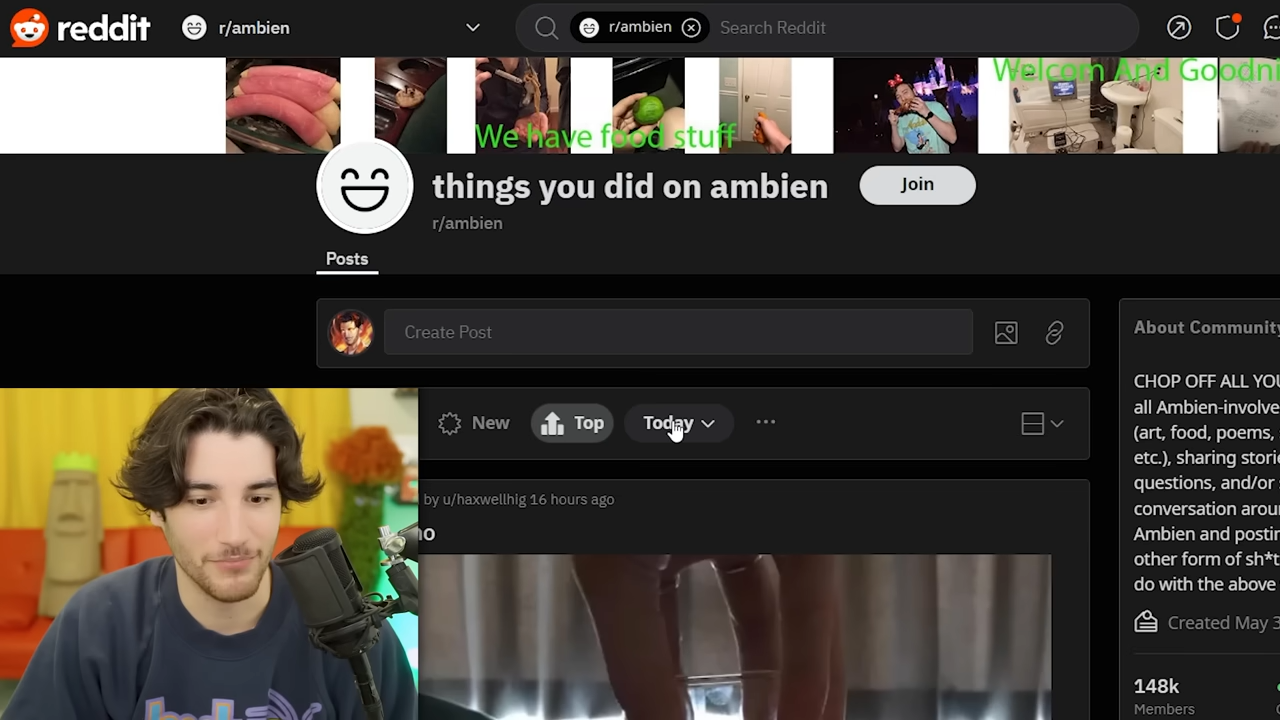 reddit
r/ambien
r/ambien
Search Reddit
Welcom And Goodni
We have food stuff
things you did on ambien
Join
r/ambien
Posts
Create Post
About Community
CHOP OFF ALL YOU
all Ambien-involve
(art, food, poems,
etc.), sharing storie
questions, and/or s
conversation arour
Ambien and postin
other form of sh*t
do with the above
Created May 3
148k
Members
New
Top
Today
by u/haxwellhig 16 hours ago